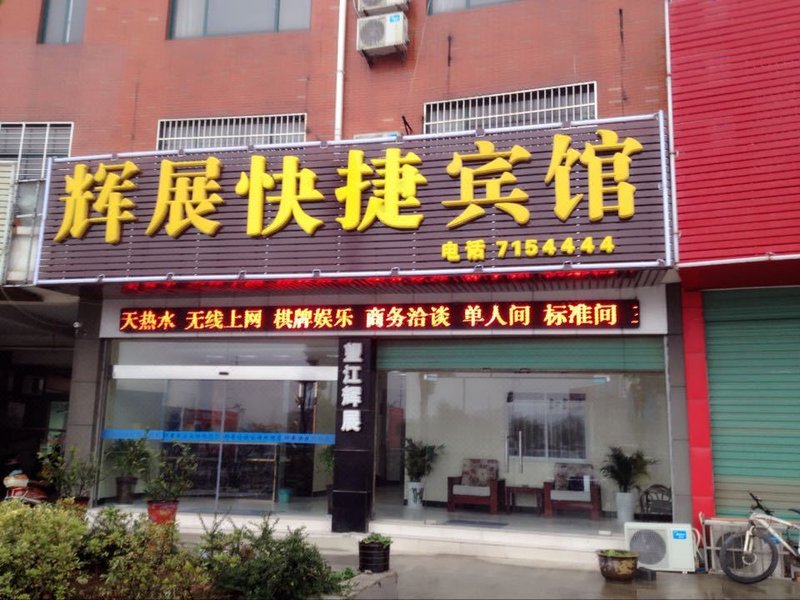 辉展快捷宾馆
电话 7154444
天热水 无线上网 棋牌娱乐 商务洽谈 单人间 标准间
望江辉展